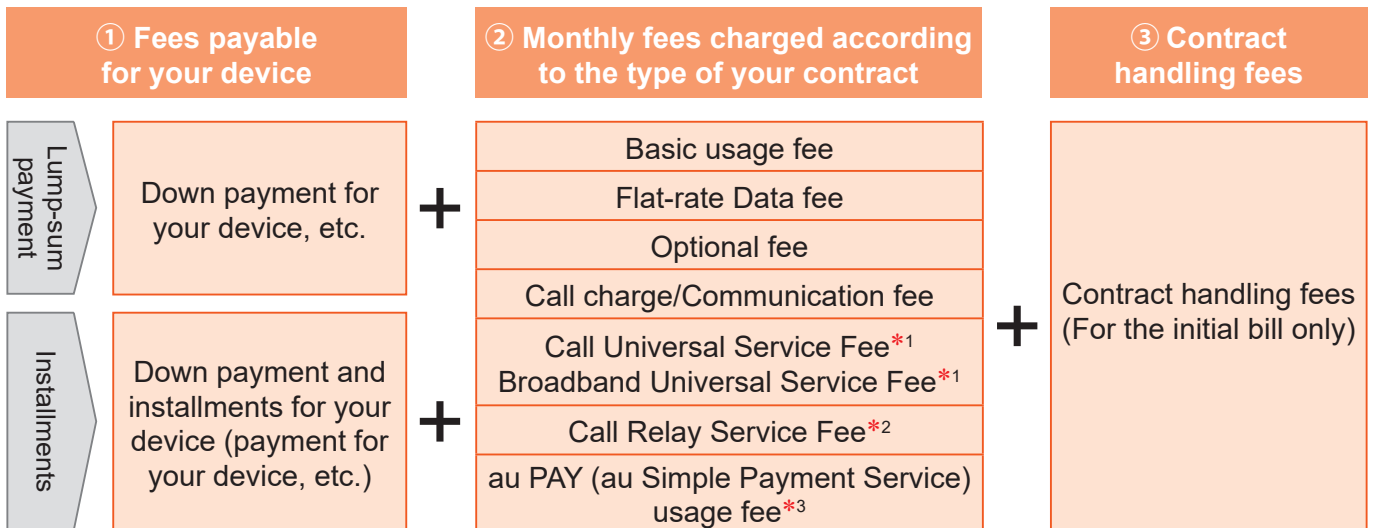 ① Fees payable
for your device
② Monthly fees charged according
to the type of your contract
③ Contract
handling fees
Lump-sum
payment
Down payment for
your device, etc.
+
Installments
Down payment and
installments for your
device (payment for
your device, etc.)
+
Basic usage fee
Flat-rate Data fee
Optional fee
Call charge/Communication fee
Call Universal Service Fee*1
Broadband Universal Service Fee*1
Call Relay Service Fee*2
au PAY (au Simple Payment Service)
usage fee*3
+
Contract handling fees
(For the initial bill only)